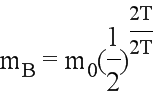 m_B = m_0(1/2)^(2T/2T)